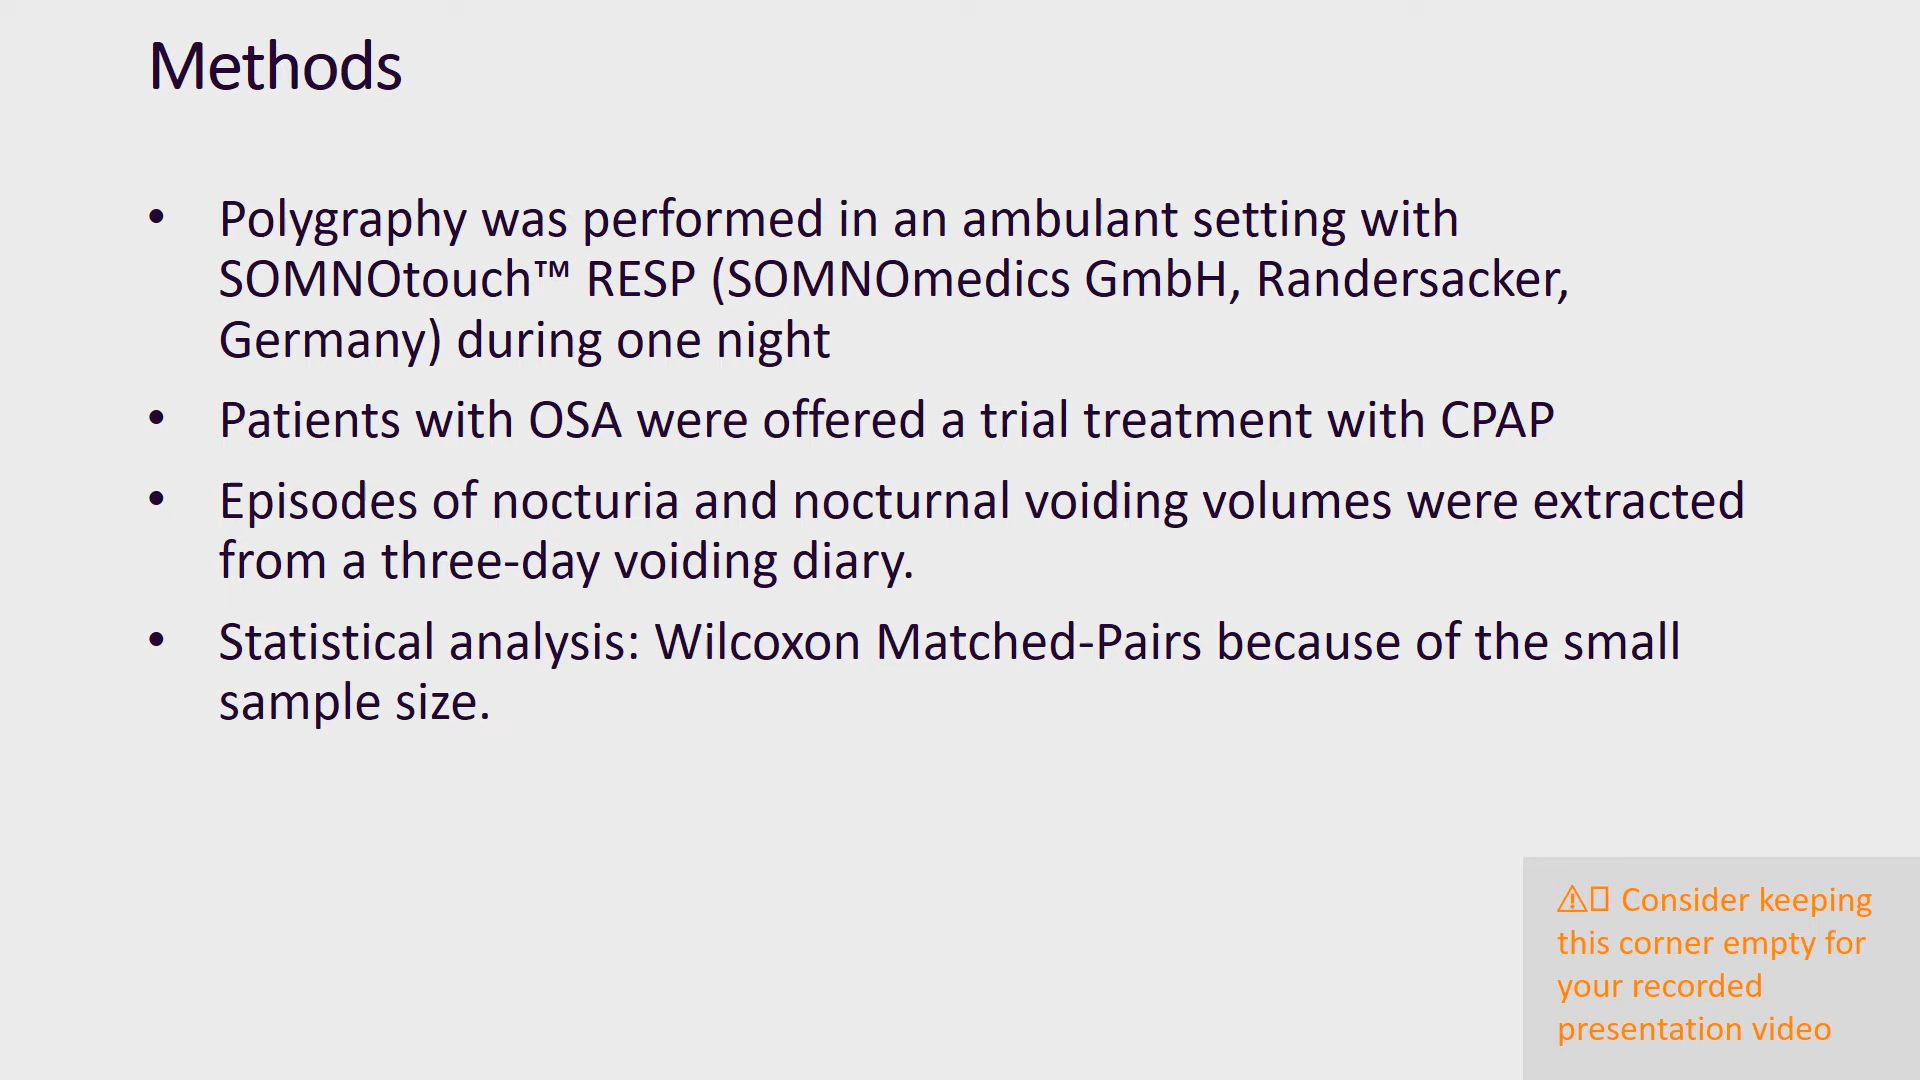 Methods
• Polygraphy was performed in an ambulant setting with
SOMNOtouch™ RESP (SOMNOmedics GmbH, Randersacker,
Germany) during one night
• Patients with OSA were offered a trial treatment with CPAP
• Episodes of nocturia and nocturnal voiding volumes were extracted
from a three-day voiding diary.
• Statistical analysis: Wilcoxon Matched-Pairs because of the small
sample size.
⚠ Consider keeping
this corner empty for
your recorded
presentation video